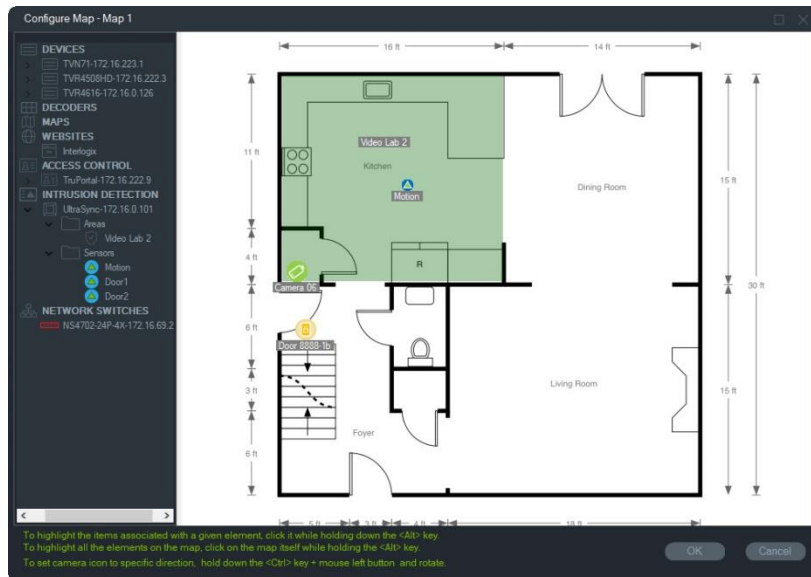 Configure Map - Map 1
DEVICES
TVN71-172.16.223.1
TVR4508HD-172.16.222.3
TVR4616-172.16.0.126
DECODERS
MAPS
WEBSITES
Interlogix
ACCESS CONTROL
TruPortal-172.16.222.9
INTRUSION DETECTION
UltraSync-172.16.0.101
Areas
Video Lab 2
Sensors
Motion
Door1
Door2
NETWORK SWITCHES
NS4702-24P-4X-172.16.69.2
16 ft
14 ft
11 ft
Video Lab 2
Kitchen
Motion
Dining Room
15 ft
4 ft
R
Camera 06
30 ft
6 ft
Door 8888-1b
3 ft
Living Room
15 ft
Foyer
6 ft
5 ft
3 ft
4 ft
18 ft
To highlight the items associated with a given element, click it while holding down the <Alt> key.
To highlight all the elements on the map, click on the map itself while holding the <Alt> key.
To set camera icon to specific direction, hold down the <Ctrl> key + mouse left button and rotate.
OK
Cancel